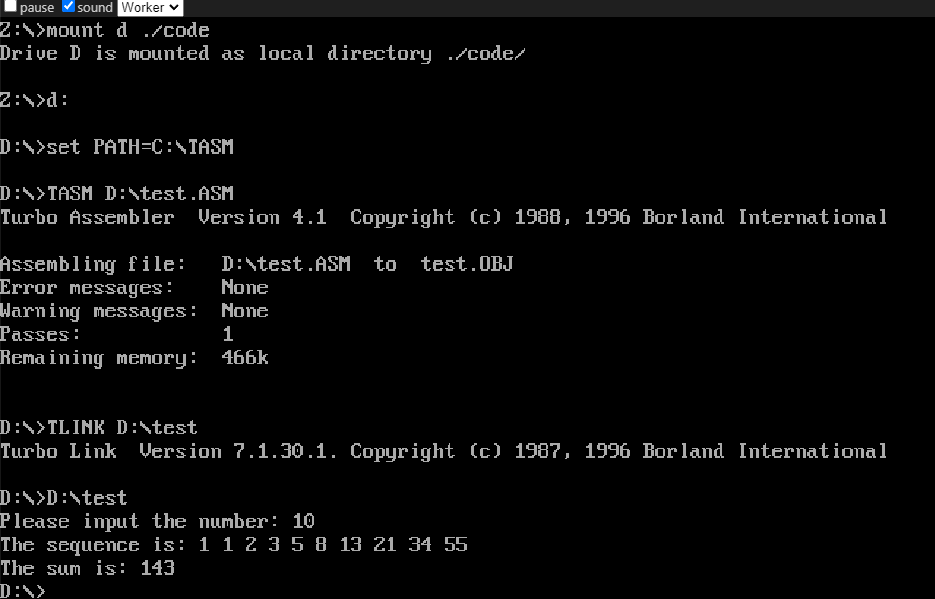 pause sound Worker
Z:\>mount d ./code
Drive D is mounted as local directory ./code/
Z:\>d:
D:\>set PATH=C:\TASM
D:\>TASM D:\test.ASM
Turbo Assembler  Version 4.1  Copyright (c) 1988, 1996 Borland International
Assembling file:   D:\test.ASM  to  test.OBJ
Error messages:    None
Warning messages:  None
Passes:            1
Remaining memory:  466k
D:\>TLINK D:\test
Turbo Link  Version 7.1.30.1. Copyright (c) 1987, 1996 Borland International
D:\>D:\test
Please input the number: 10
The sequence is: 1 1 2 3 5 8 13 21 34 55
The sum is: 143
D:\>